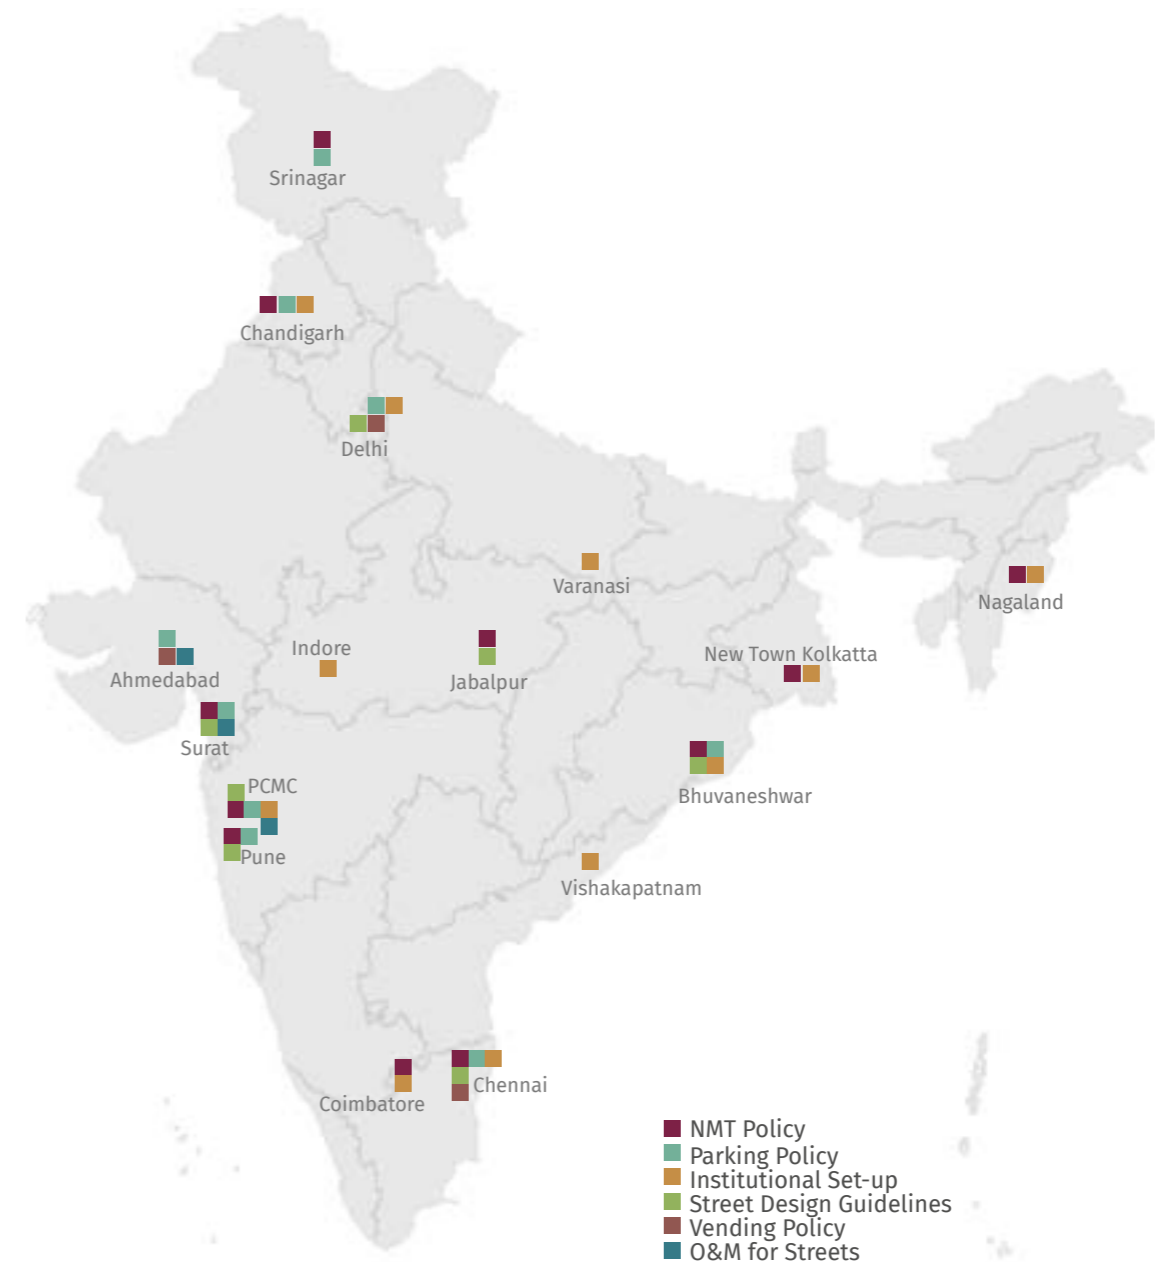 Srinagar
Chandigarh
Delhi
Varanasi
Nagaland
Indore
New Town Kolkatta
Ahmedabad
Jabalpur
Surat
PCMC
Bhuvaneshwar
Pune
Vishakapatnam
Chennai
Coimbatore
NMT Policy
Parking Policy
Institutional Set-up
Street Design Guidelines
Vending Policy
O&M for Streets